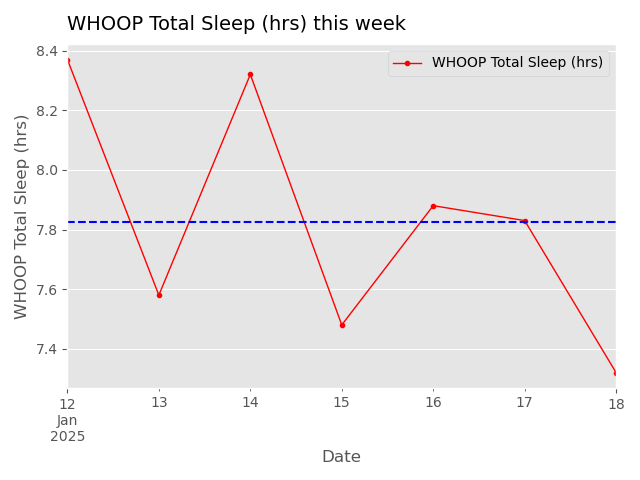 WHOOP Total Sleep (hrs) this week
WHOOP Total Sleep (hrs)
WHOOP Total Sleep (hrs)
8.4
8.2
8.0
7.8
7.6
7.4
12
Jan
2025
13
14
15
16
17
18
Date